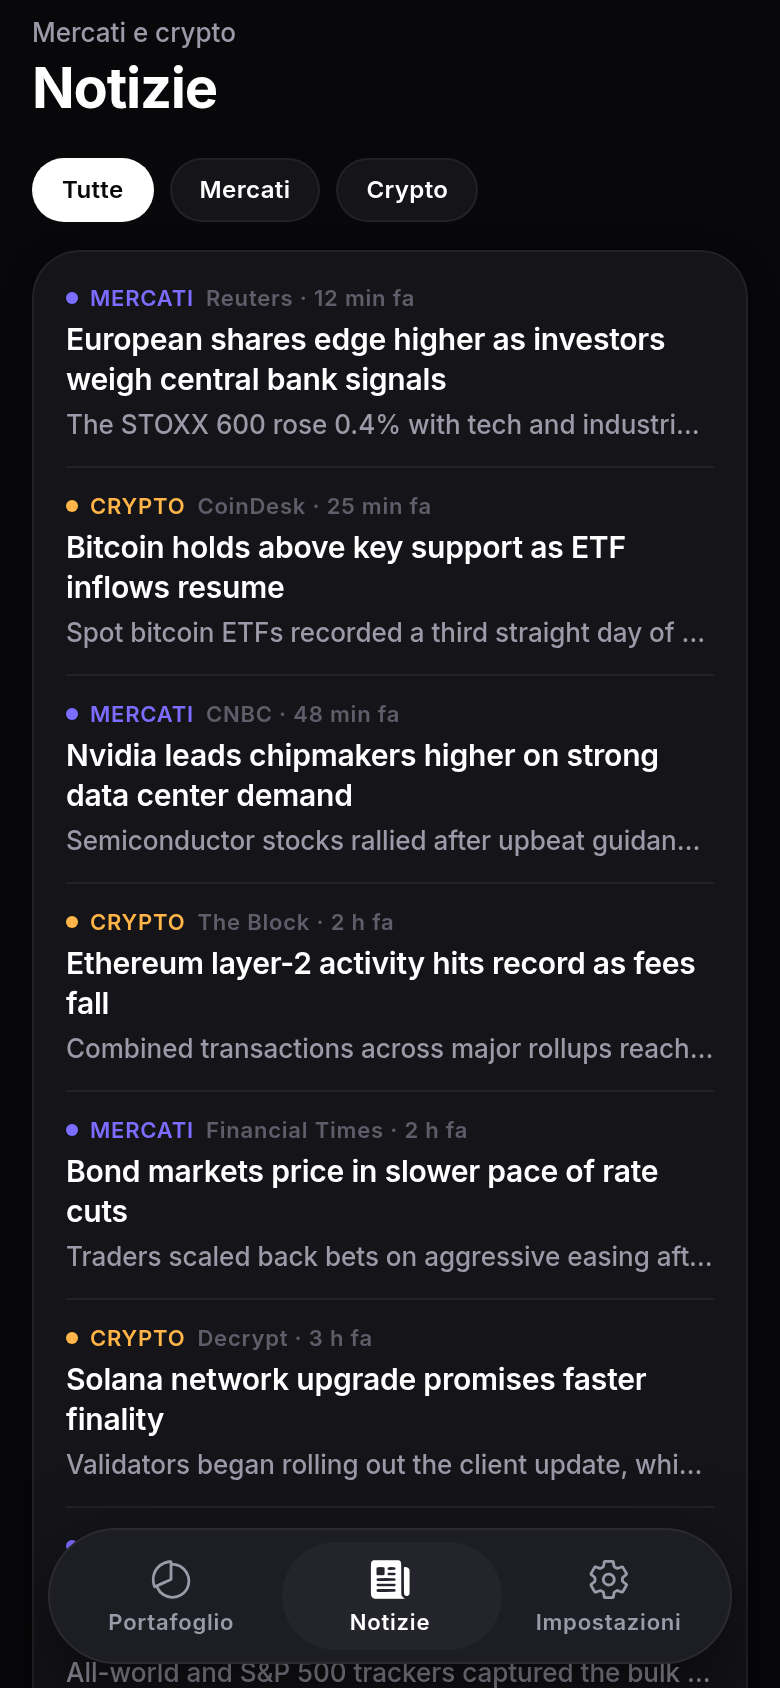 Mercati e crypto
Notizie
Tutte
Mercati
Crypto
MERCATI Reuters · 12 min fa
European shares edge higher as investors
weigh central bank signals
The STOXX 600 rose 0.4% with tech and industri...
CRYPTO CoinDesk · 25 min fa
Bitcoin holds above key support as ETF
inflows resume
Spot bitcoin ETFs recorded a third straight day of ...
MERCATI CNBC · 48 min fa
Nvidia leads chipmakers higher on strong
data center demand
Semiconductor stocks rallied after upbeat guidan...
CRYPTO The Block · 2 h fa
Ethereum layer-2 activity hits record as fees
fall
Combined transactions across major rollups reach...
MERCATI Financial Times · 2 h fa
Bond markets price in slower pace of rate
cuts
Traders scaled back bets on aggressive easing aft...
CRYPTO Decrypt · 3 h fa
Solana network upgrade promises faster
finality
Validators began rolling out the client update, whi...
Portafoglio
Notizie
Impostazioni
All-world and S&P 500 trackers captured the bulk ...